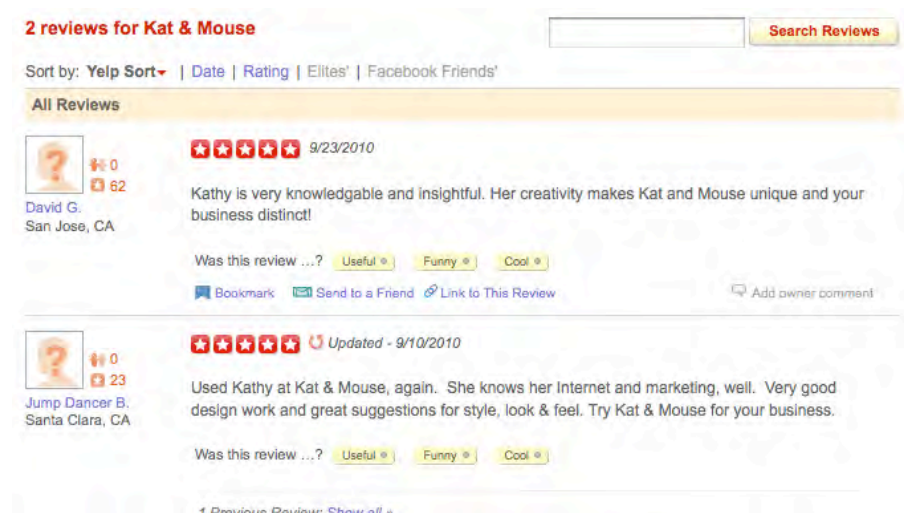 2 reviews for Kat & Mouse
Search Reviews
Sort by: Yelp Sort | Date | Rating | Elites' | Facebook Friends'
All Reviews
9/23/2010
0
62
Kathy is very knowledgable and insightful. Her creativity makes Kat and Mouse unique and your
business distinct!
David G.
San Jose, CA
Was this review ...? Useful Funny Cool
Bookmark Send to a Friend Link to This Review Add owner comment
Updated - 9/10/2010
0
23
Used Kathy at Kat & Mouse, again. She knows her Internet and marketing, well. Very good
design work and great suggestions for style, look & feel. Try Kat & Mouse for your business.
Jump Dancer B.
Santa Clara, CA
Was this review ...? Useful Funny Cool
1 Previous Review: Show all »